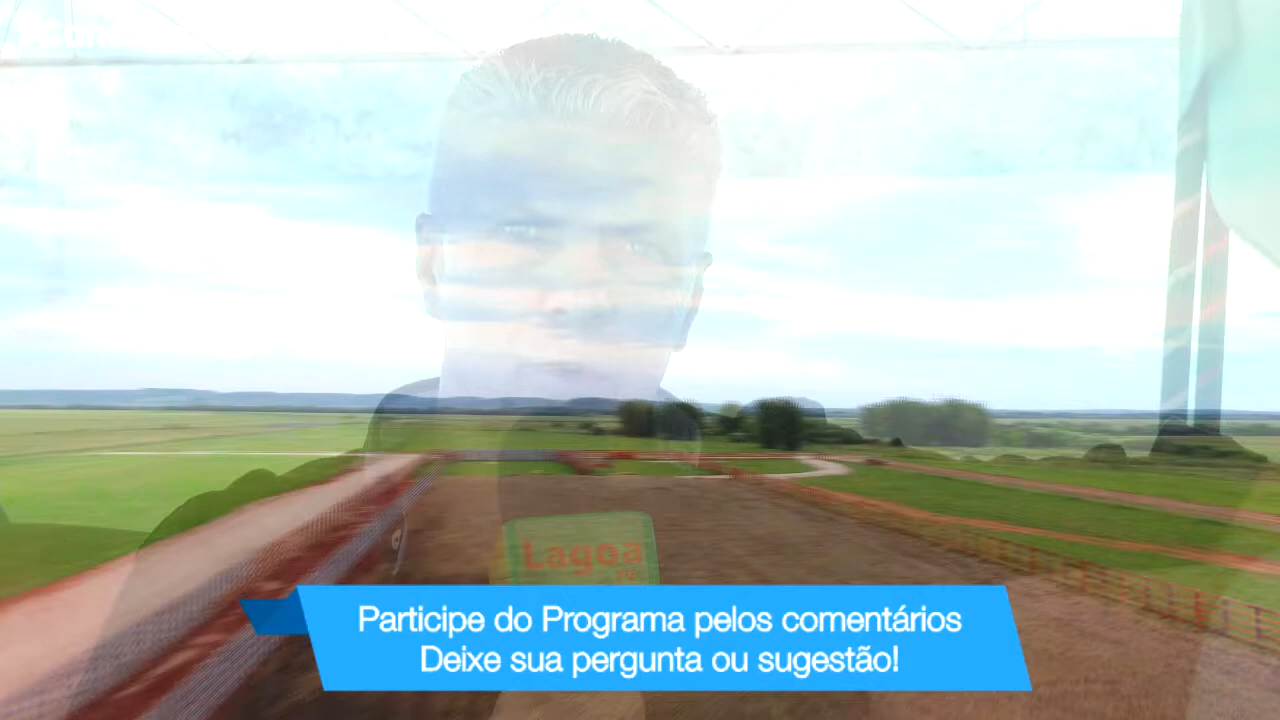 Lagoa
Participe do Programa pelos comentários
Deixe sua pergunta ou sugestão!